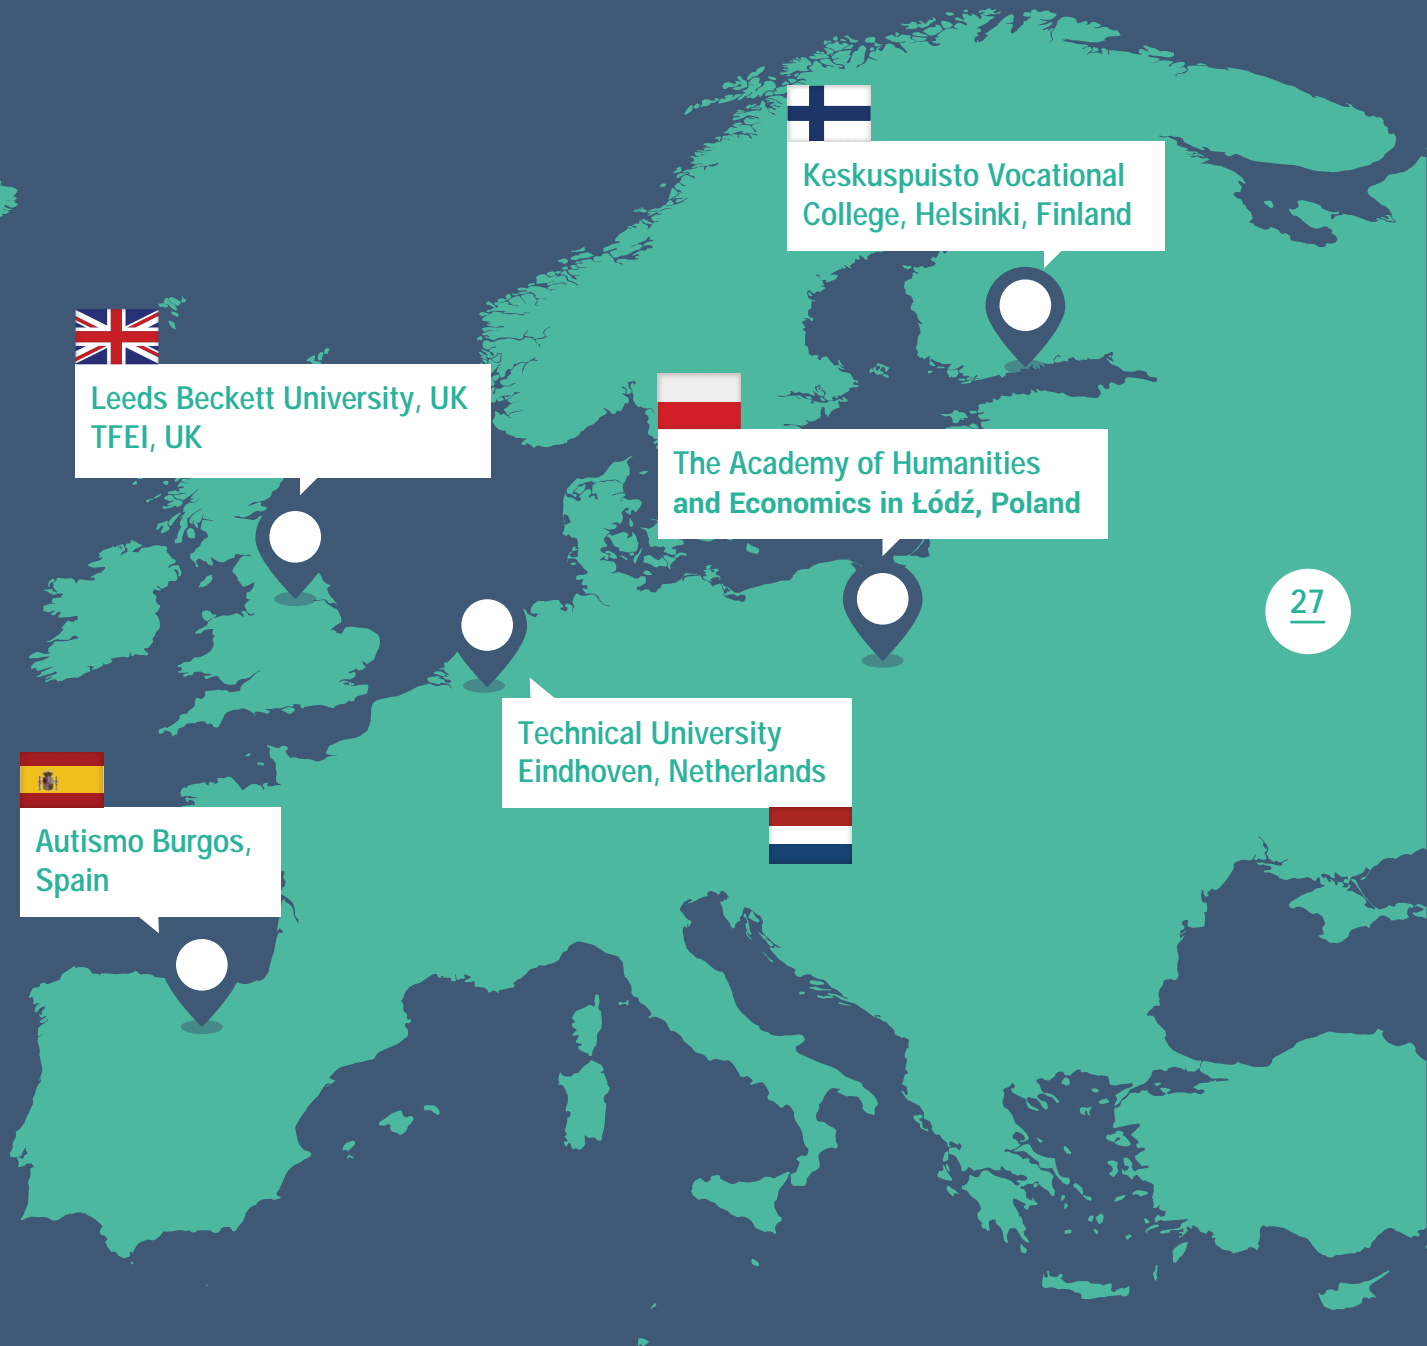 Keskuspuisto Vocational
College, Helsinki, Finland
Leeds Beckett University, UK
TFEI, UK
The Academy of Humanities
and Economics in Łódź, Poland
27
Technical University
Eindhoven, Netherlands
Autismo Burgos,
Spain